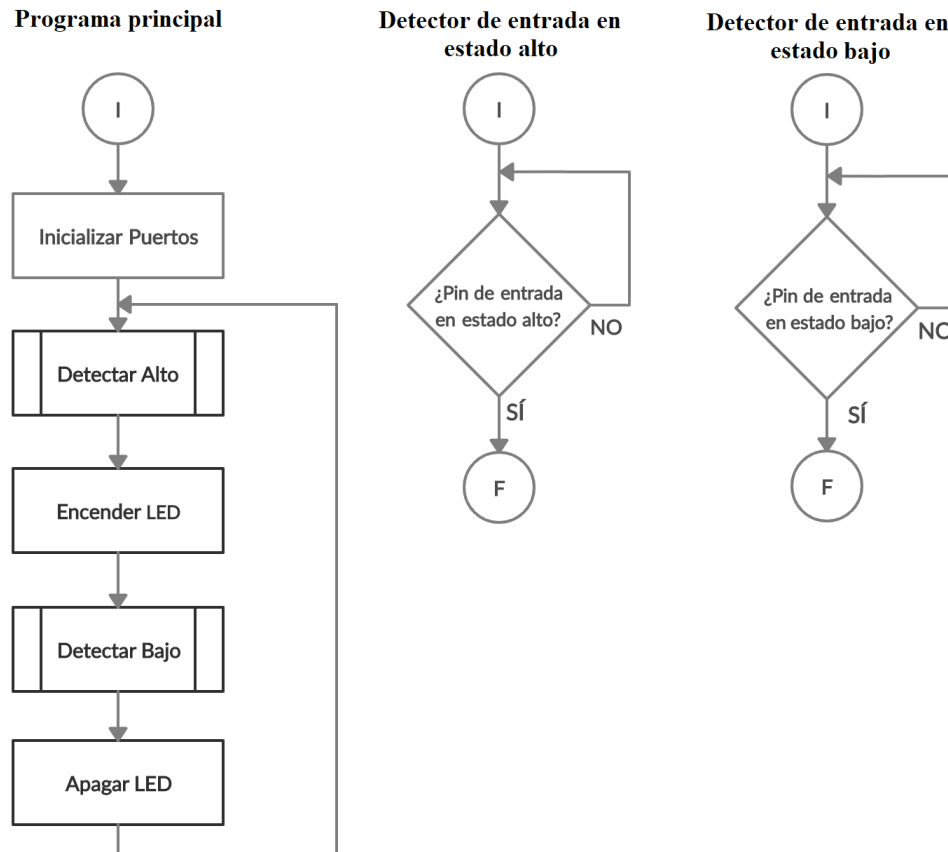 Programa principal
I
Inicializar Puertos
Detectar Alto
Encender LED
Detectar Bajo
Apagar LED
Detector de entrada en
estado alto
I
¿Pin de entrada
en estado alto?
NO
SÍ
F
Detector de entrada en
estado bajo
I
¿Pin de entrada
en estado bajo?
NO
SÍ
F